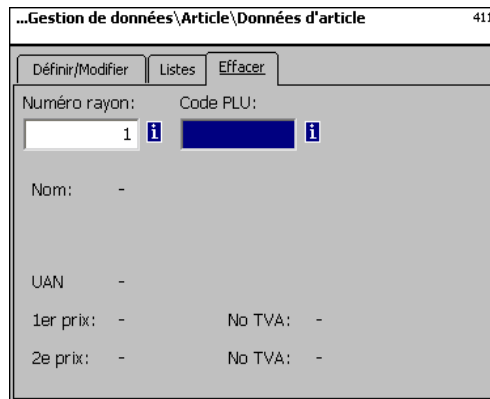 ...Gestion de données\Article\Données d'article 411
Définir/Modifier Listes Effacer
Numéro rayon: Code PLU:
1 i i
Nom: -
UAN -
1er prix: - No TVA: -
2e prix: - No TVA: -